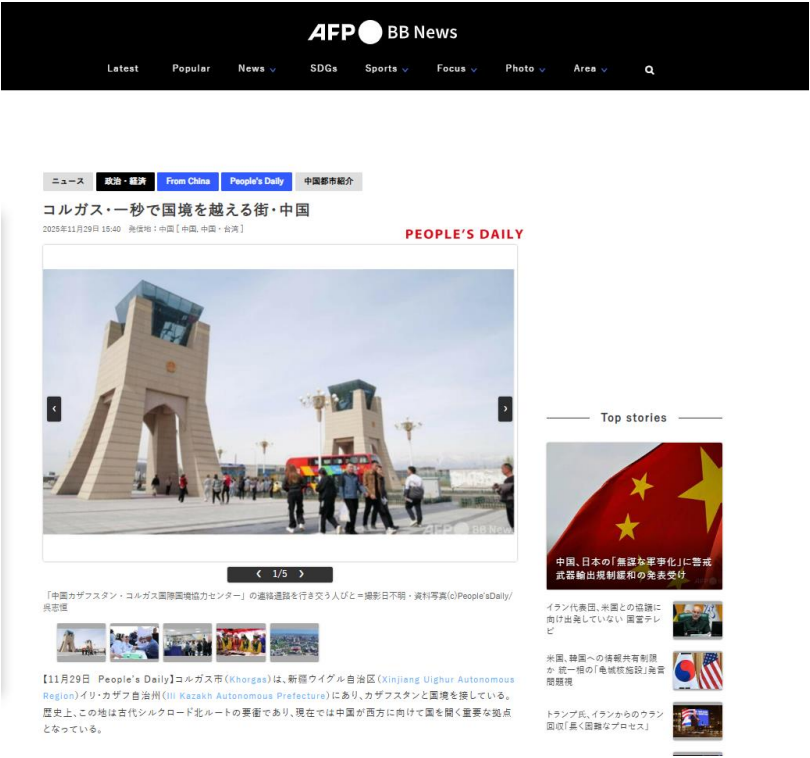 AFP BB News
Latest Popular News SDGs Sports Focus Photo Area
ニュース 政治・経済 From China People's Daily 中国都市紹介
コルガス・一秒で国境を越える街・中国
2025年11月29日 15:40 発信地：中国 [ 中国, 中国・台湾 ]
PEOPLE'S DAILY
AFP BB News
1/5
「中国カザフスタン・コルガス国際国境協力センター」の連絡通路を行き交う人びと＝撮影日不明・資料写真(c)People'sDaily/
呉志恒
【11月29日 People's Daily】コルガス市(Khorgas)は、新疆ウイグル自治区(Xinjiang Uighur Autonomous
Region)イリ・カザフ自治州(Ili Kazakh Autonomous Prefecture)にあり、カザフスタンと国境を接している。
歴史上、この地は古代シルクロード北ルートの要衝であり、現在では中国が西方に向けて国を開く重要な拠点
となっている。
Top stories
中国、日本の「無謀な軍事化」に警戒
武器輸出規制緩和の発表受け
イラン代表団、米国との協議に
向け出発していない 国営テレ
ビ
米国、韓国への情報共有制限
か 統一相の「亀城核施設」発言
問題視
トランプ氏、イランからのウラン
回収「長く困難なプロセス」